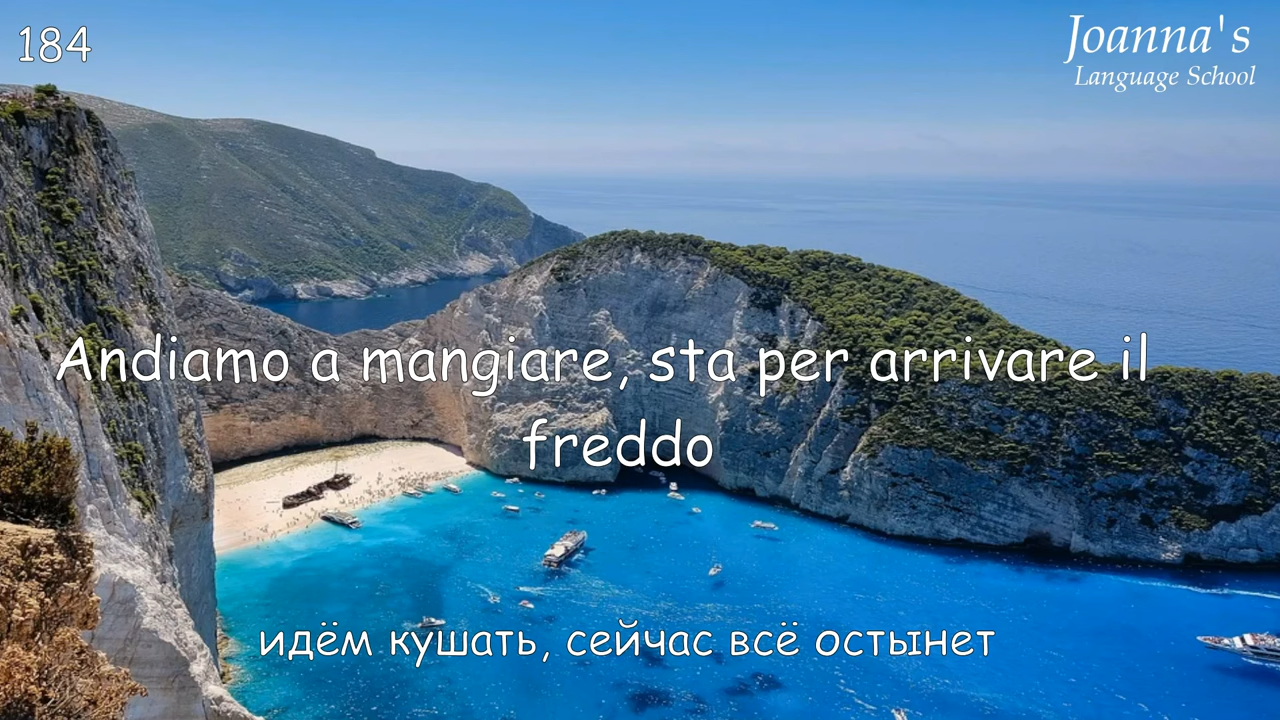 184
Joanna's
Language School
Andiamo a mangiare, sta per arrivare il
freddo
идём кушать, сейчас всё остынет